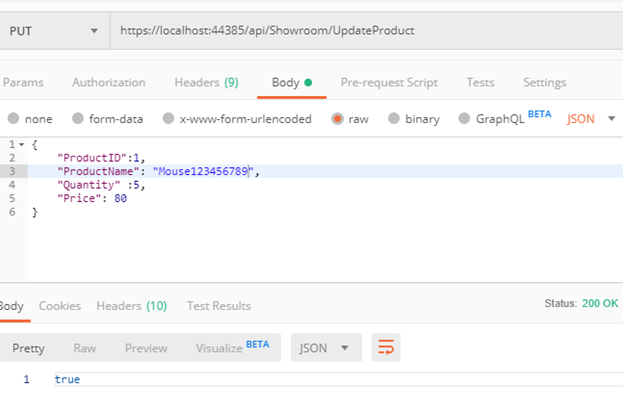 PUT https://localhost:44385/api/Showroom/UpdateProduct
Params Authorization Headers (9) Body Pre-request Script Tests Settings
none form-data x-www-form-urlencoded raw binary GraphQL BETA JSON
1 {
2 "ProductID":1,
3 "ProductName": "Mouse123456789",
4 "Quantity" :5,
5 "Price": 80
6 }
Body Cookies Headers (10) Test Results Status: 200 OK
Pretty Raw Preview Visualize BETA JSON
1 true